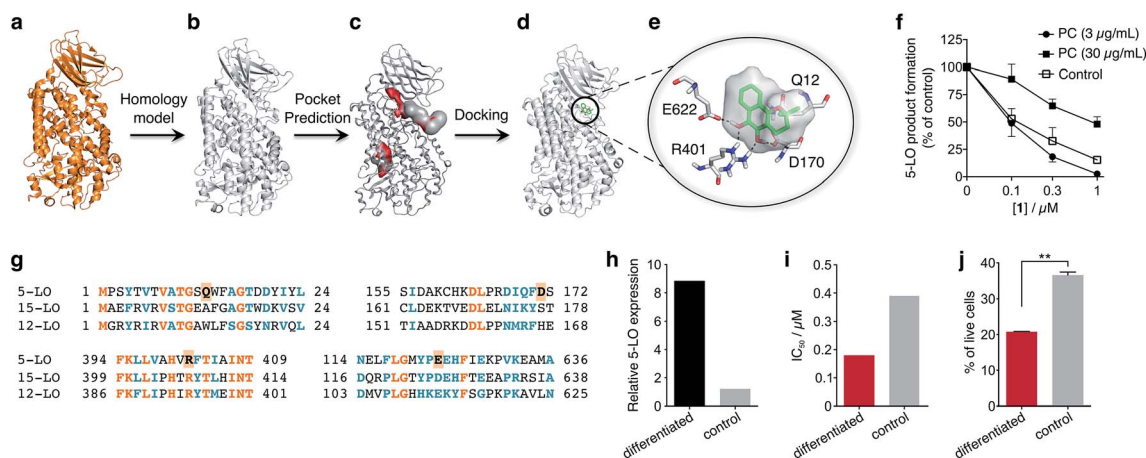 a b c d e f
Homology model
Pocket Prediction
Docking
E622
Q12
R401
D170
PC (3 µg/mL)
PC (30 µg/mL)
Control
5-LO product formation
(% of control)
125
100
75
50
25
0
0 0.1 0.3 1
[1] / µM
g
5-LO 1 MPSYTVTVATGSQWFAGTDDYIYL 24 155 SIDAKCHKDLPRDIQFDS 172
15-LO 1 MAEFRVRVSTGEAFGAGTWDKVSV 24 161 CLDEKTVEDLELNIKYST 178
12-LO 1 MGRYRIRVATGAWLFSGSYNRVQL 24 151 TIAADRKDDLPPNMRFHE 168
5-LO 394 FKLLVAHVRFTIAINT 409 114 NELFLGMYPEEHFIEKPVKEAMA 636
15-LO 399 FKLLIPHTRYTLHINT 414 116 DQRPLGTYPDEHFTEEAPRRSIA 638
12-LO 386 FKLLIPHIRYTMEINT 401 103 DMVPLGHHKEKYFSGPKPKAVLN 625
h
Relative 5-LO expression
10
8
6
4
2
0
differentiated control
i
IC50 / µM
0.5
0.4
0.3
0.2
0.1
0
differentiated control
j
% of live cells
**
40
30
20
10
0
differentiated control